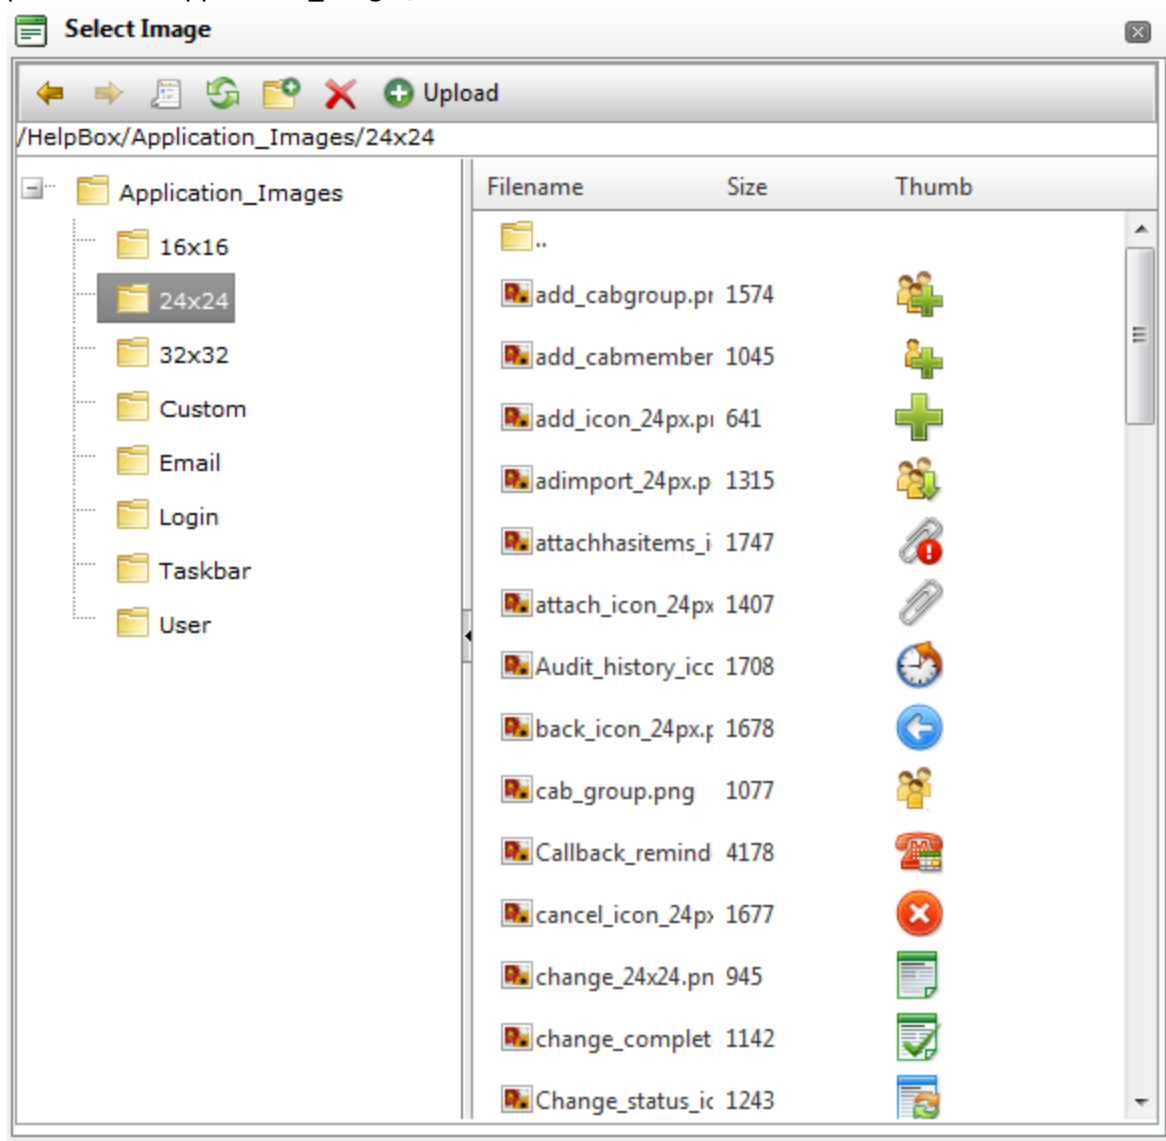 Select Image
Upload
/HelpBox/Application_Images/24x24
Application_Images
16x16
24x24
32x32
Custom
Email
Login
Taskbar
User
Filename Size Thumb
..
add_cabgroup.pr 1574
add_cabmember 1045
add_icon_24px.pı 641
adimport_24px.p 1315
attachhasitems_i 1747
attach_icon_24px 1407
Audit_history_icc 1708
back_icon_24px.p 1678
cab_group.png 1077
Callback_remind 4178
cancel_icon_24px 1677
change_24x24.pn 945
change_complet 1142
Change_status_ic 1243